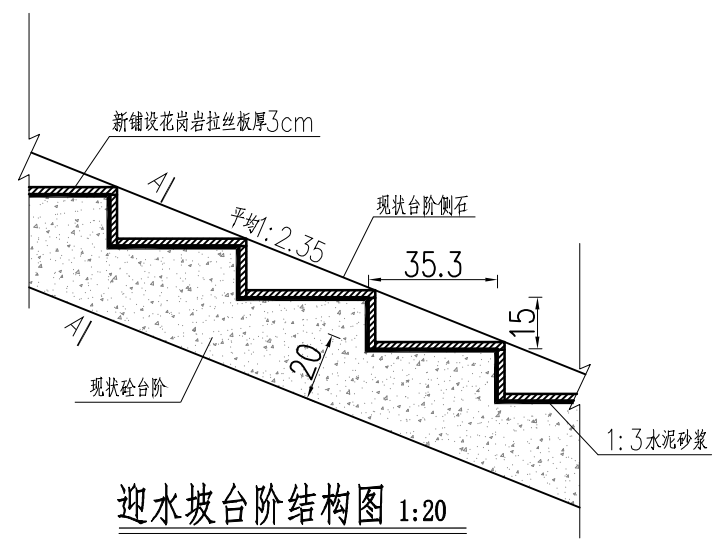 新铺设花岗岩拉丝板厚3cm
A
现状台阶侧石
平均1:2.35
35.3
15
A
20
现状砼台阶
1:3水泥砂浆
迎水坡台阶结构图 1:20